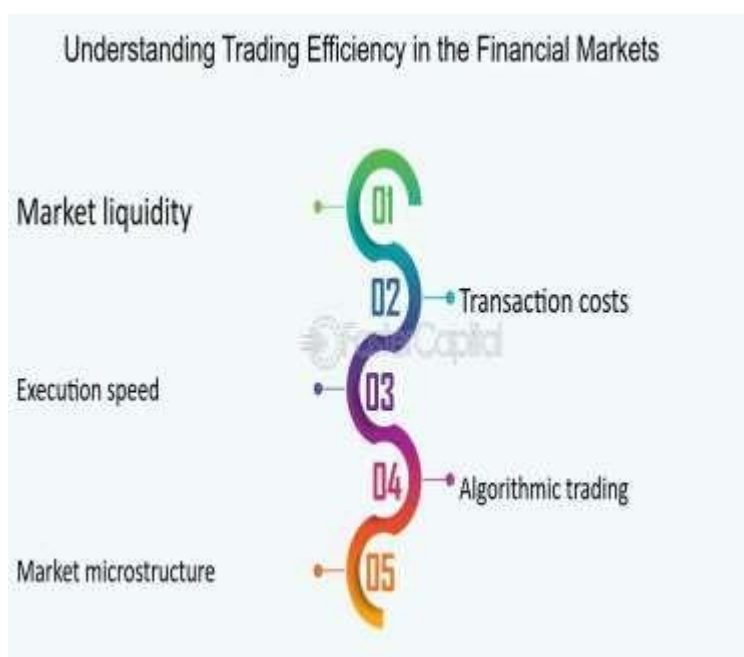 Understanding Trading Efficiency in the Financial Markets
Market liquidity
01
02
Transaction costs
Execution speed
03
04
Algorithmic trading
Market microstructure
05